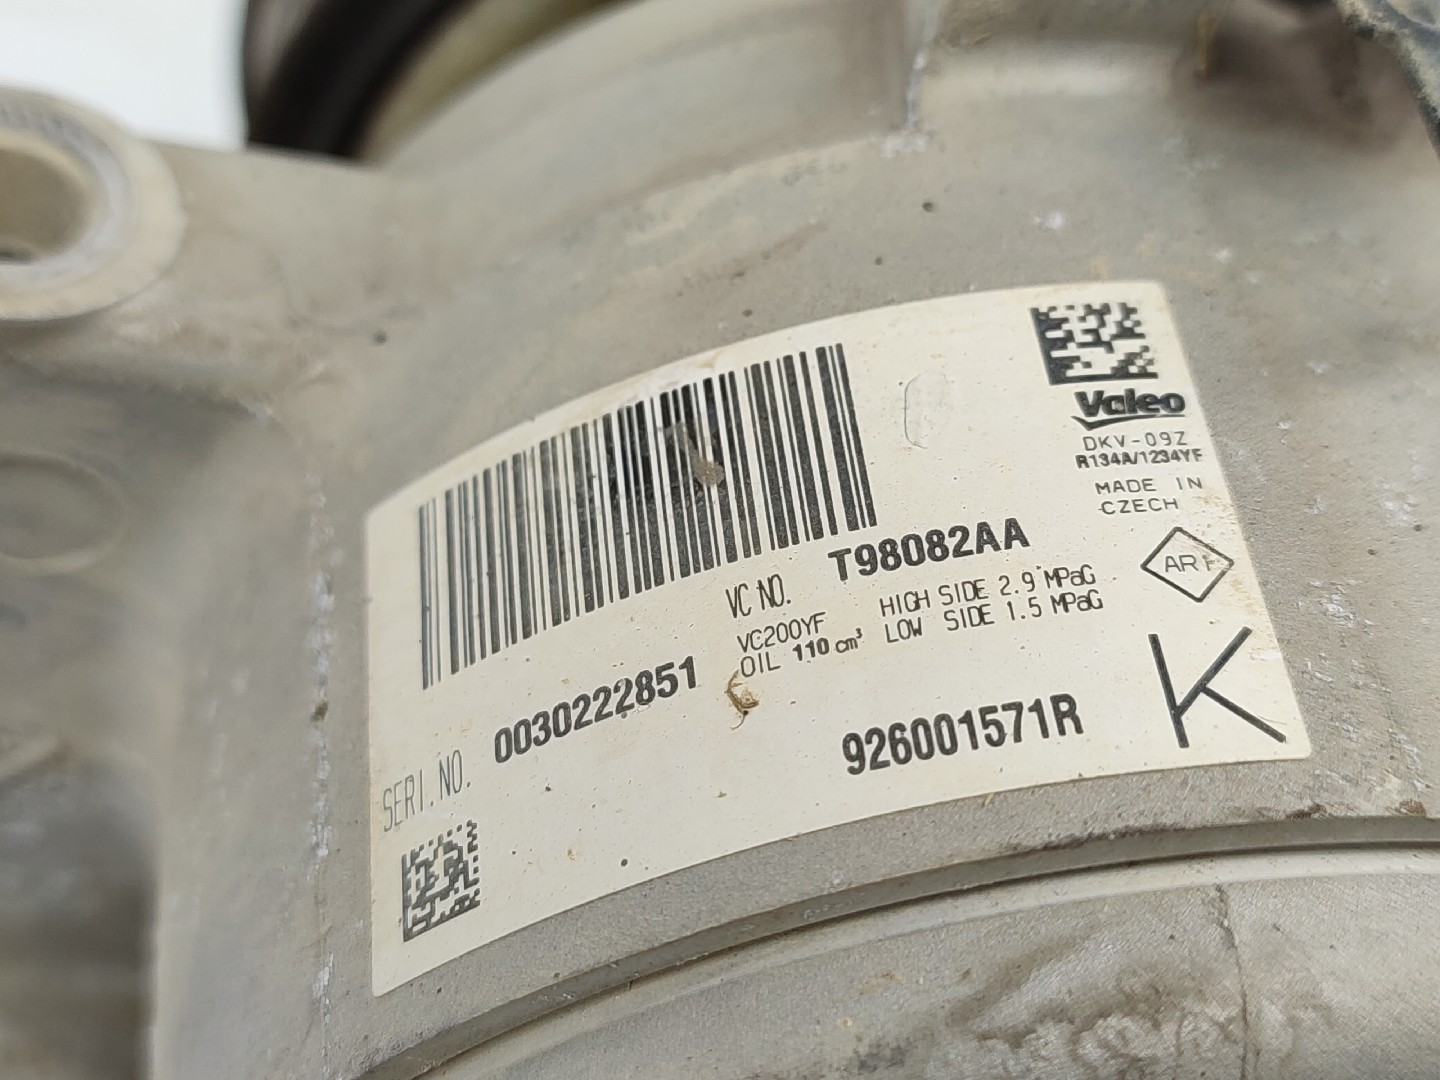 Valeo
DKV-09Z
R134A/1234YF
MADE IN
CZECH
VC NO. T98082AA
VC200YF HIGH SIDE 2.9 MPaG
OIL 110 cm³ LOW SIDE 1.5 MPaG
SERI.NO. 0030222851
926001571R
K